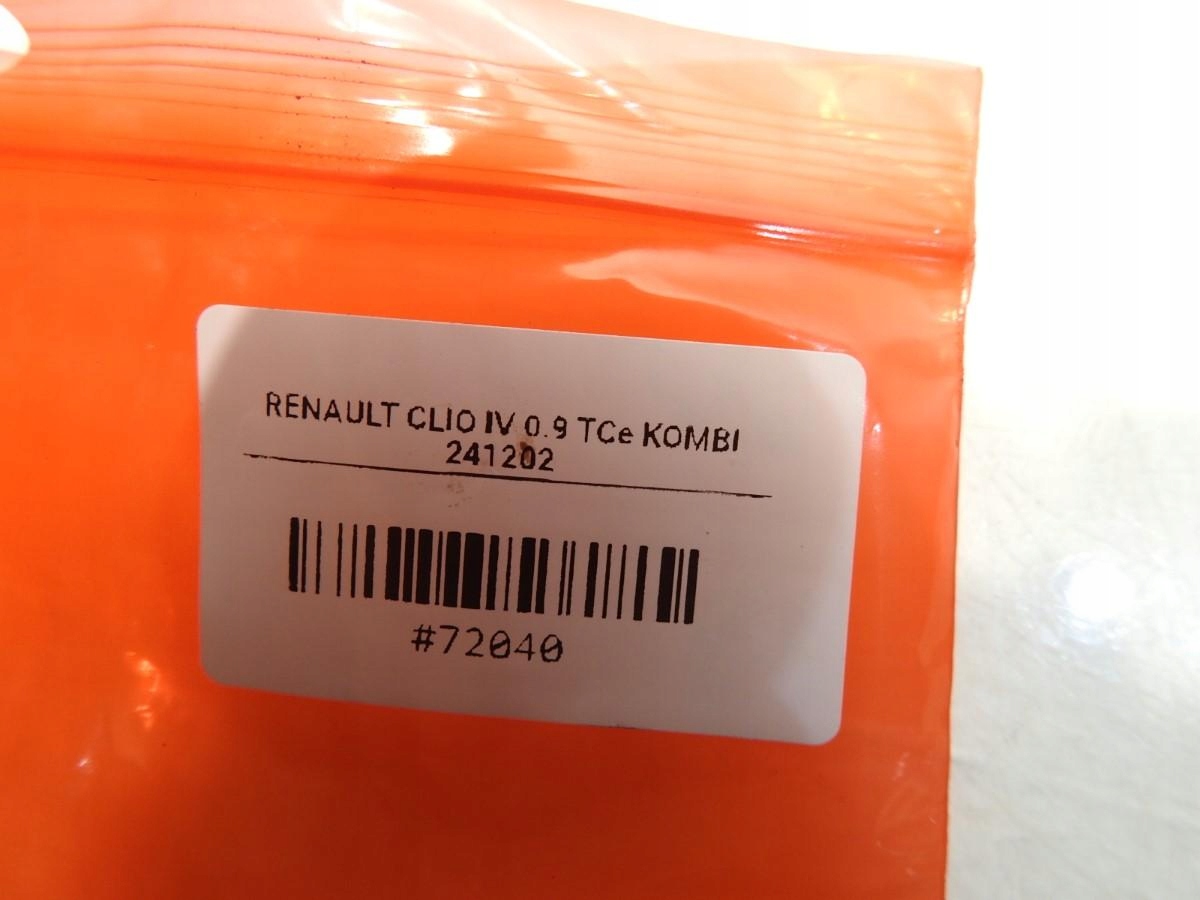 RENAULT CLIO IV 0.9 TCe KOMBI
241202
#72040